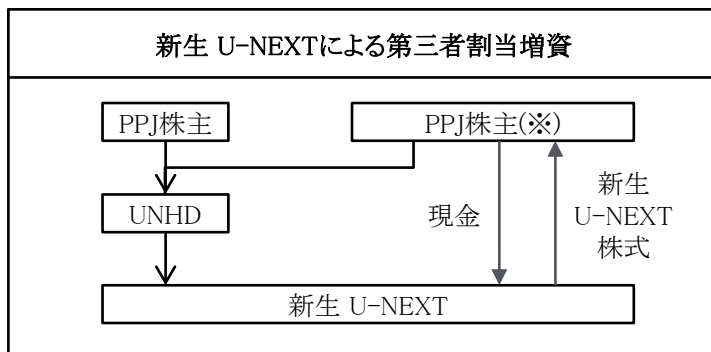 新生 U-NEXTによる第三者割当増資
PPJ株主
PPJ株主(※)
UNHD
現金
新生
U-NEXT
株式
新生 U-NEXT